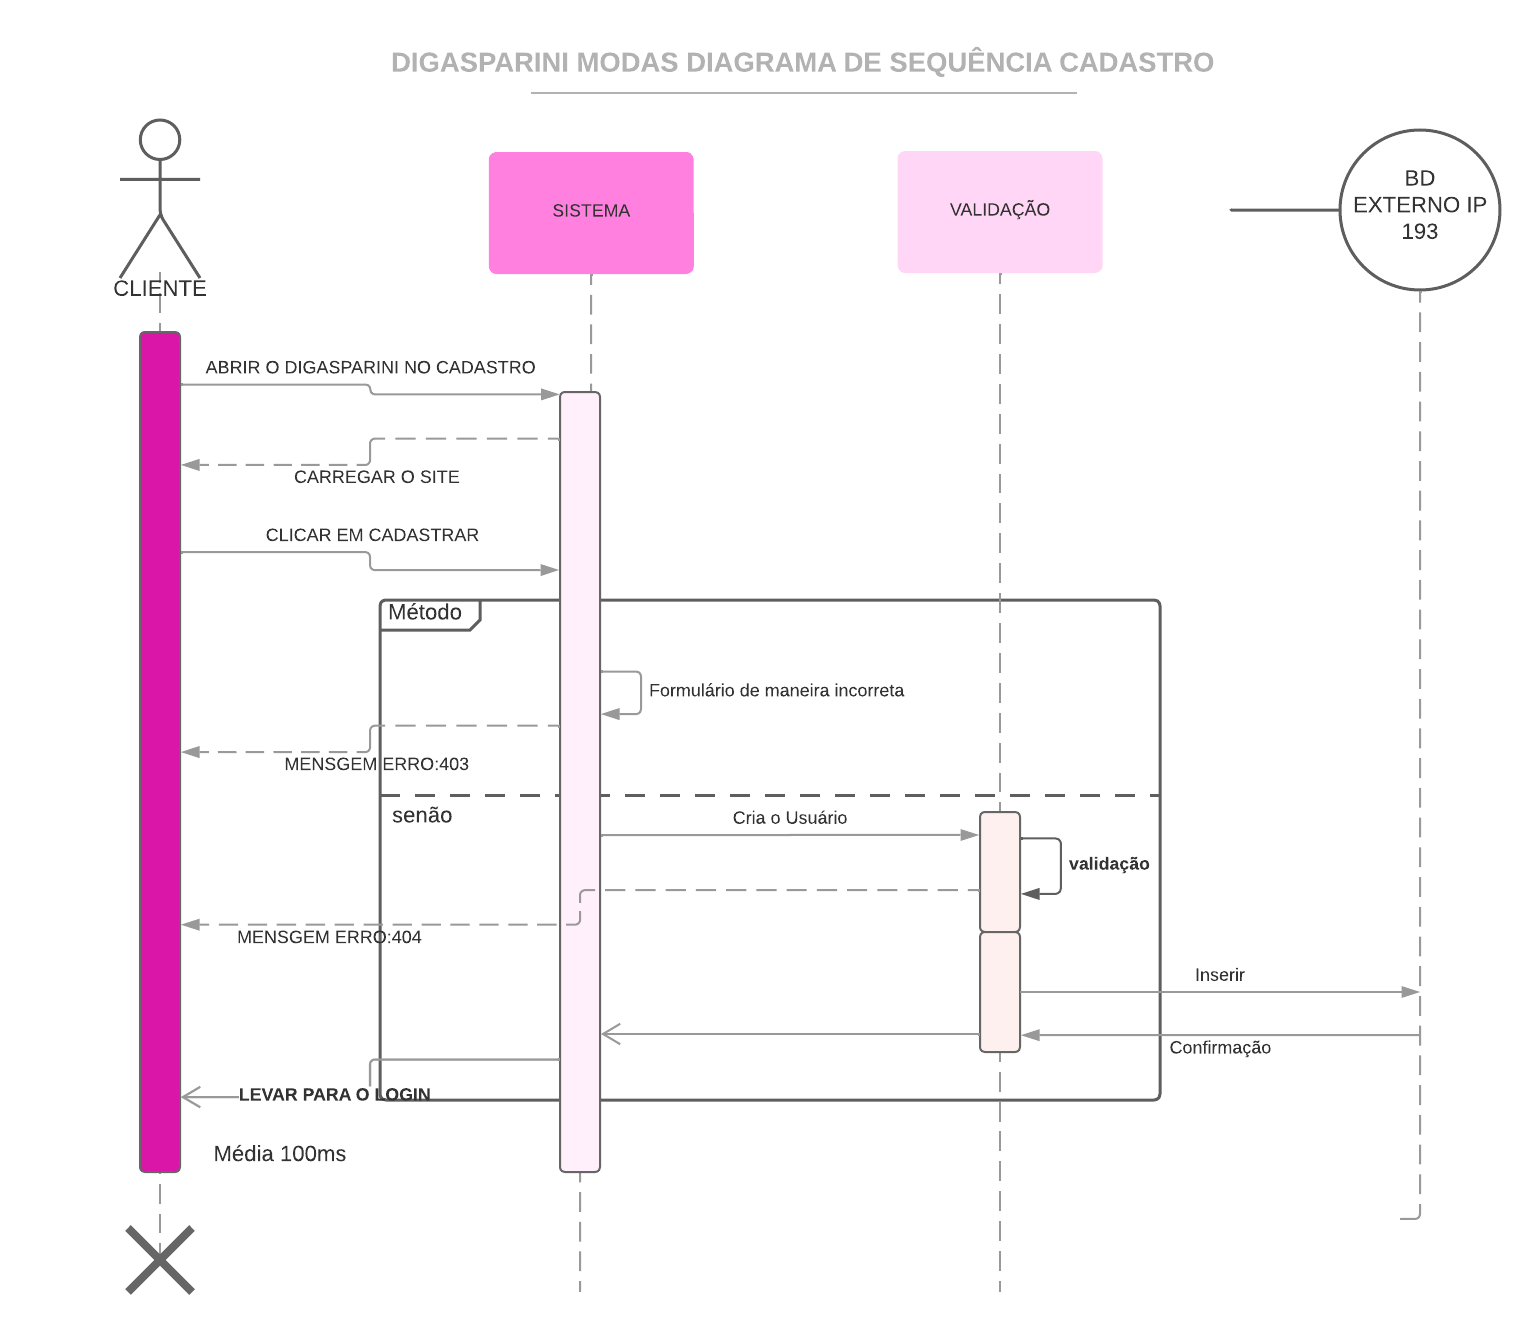 DIGASPARINI MODAS DIAGRAMA DE SEQUÊNCIA CADASTRO
CLIENTE
SISTEMA
VALIDAÇÃO
BD
EXTERNO IP
193
ABRIR O DIGASPARINI NO CADASTRO
CARREGAR O SITE
CLICAR EM CADASTRAR
Método
Formulário de maneira incorreta
MENSGEM ERRO:403
senão
Cria o Usuário
validação
MENSGEM ERRO:404
Inserir
Confirmação
LEVAR PARA O LOGIN
Média 100ms